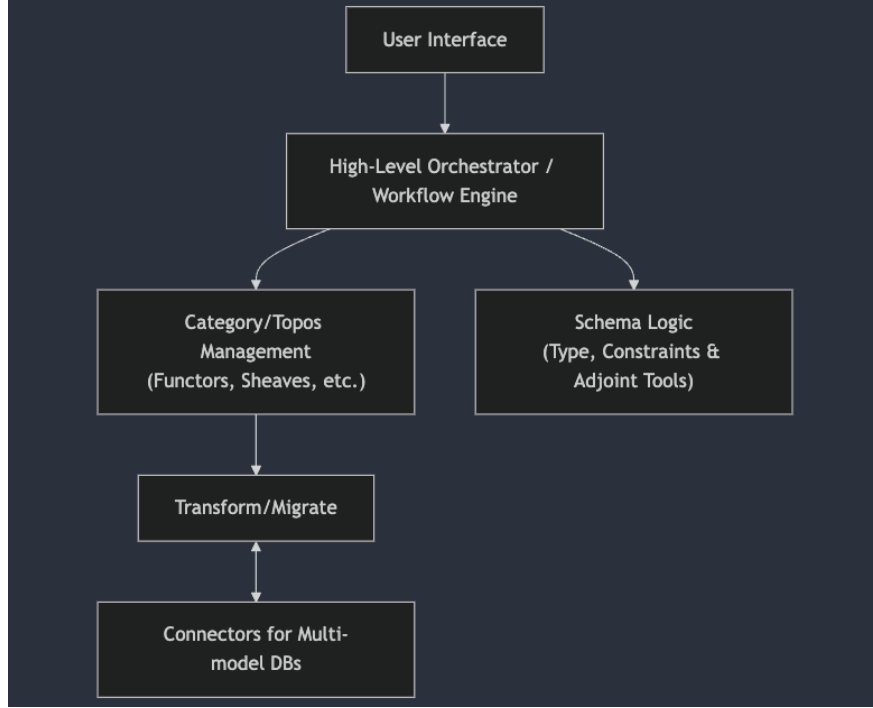 User Interface
High-Level Orchestrator /
Workflow Engine
Category/Topos
Management
(Functors, Sheaves, etc.)
Schema Logic
(Type, Constraints &
Adjoint Tools)
Transform/Migrate
Connectors for Multi-
model DBs